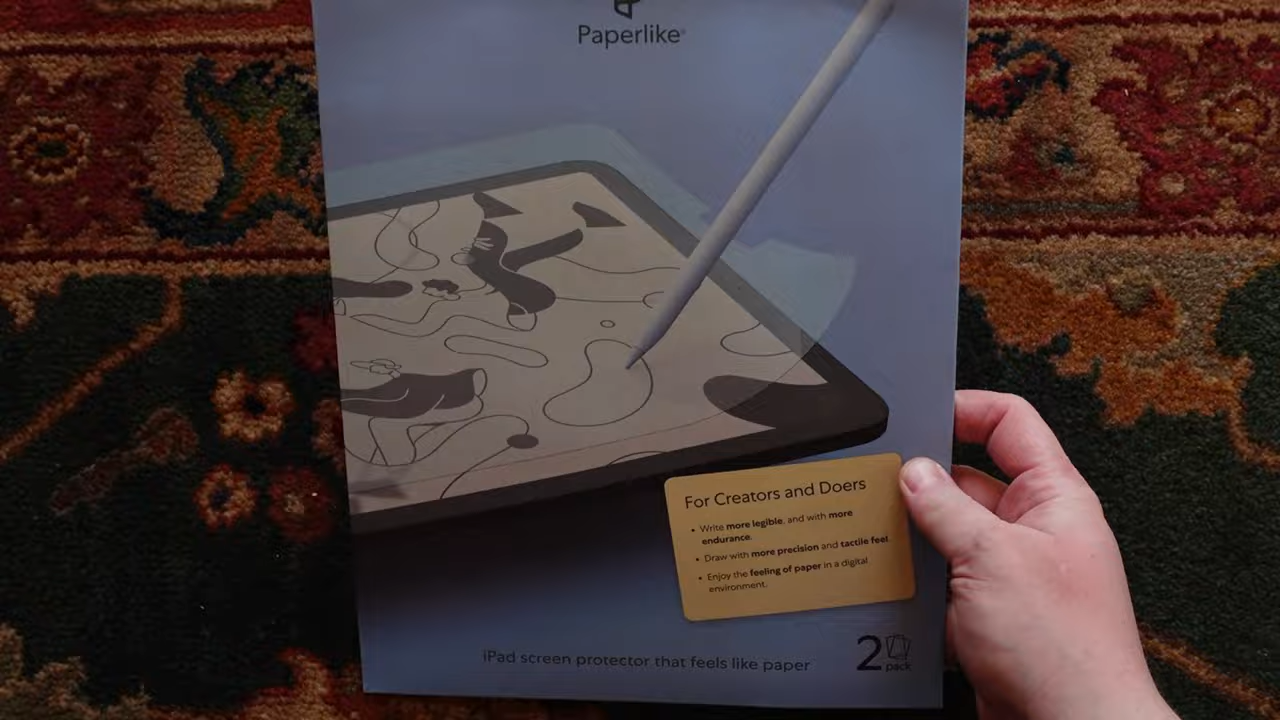 Paperlike
For Creators and Doers
• Write more legible, and with more
endurance.
• Draw with more precision and tactile feel
• Enjoy the feeling of paper in a digital
environment.
iPad screen protector that feels like paper
2
pack